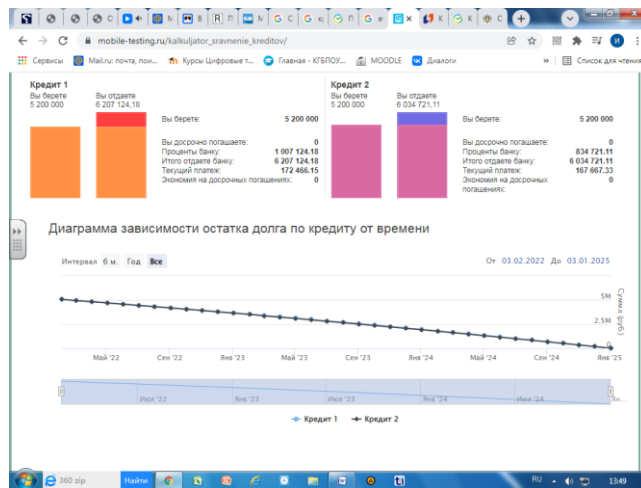 mobile-testing.ru/kalkuljator_sravnenie_kreditov/
Сервисы Mail.ru: почта, пои... Курсы Цифровые т... Главная - КГБПОУ... MOODLE Диалоги » Список для чтения
Кредит 1
Вы берете Вы отдаете
5 200 000 6 207 124,18
Вы берете: 5 200 000
Вы досрочно погашаете: 0
Проценты банку: 1 007 124.18
Итого отдаете банку: 6 207 124.18
Текущий платеж: 172 466.15
Экономия на досрочных погашениях: 0
Кредит 2
Вы берете Вы отдаете
5 200 000 6 034 721,11
Вы берете: 5 200 000
Вы досрочно погашаете: 0
Проценты банку: 834 721.11
Итого отдаете банку: 6 034 721.11
Текущий платеж: 167 667.33
Экономия на досрочных 0
погашениях:
Диаграмма зависимости остатка долга по кредиту от времени
Интервал 6 м. Год Все От 03.02.2022 До 03.01.2025
5M
2.5M
0
Сумма (руб.)
Май '22 Сен '22 Янв '23 Май '23 Сен '23 Янв '24 Май '24 Сен '24 Янв '25
Июл '22 Янв '23 Июл '23 Янв '24 Июл '24 Ян...
Кредит 1 Кредит 2
360 zip Найти RU 13:49